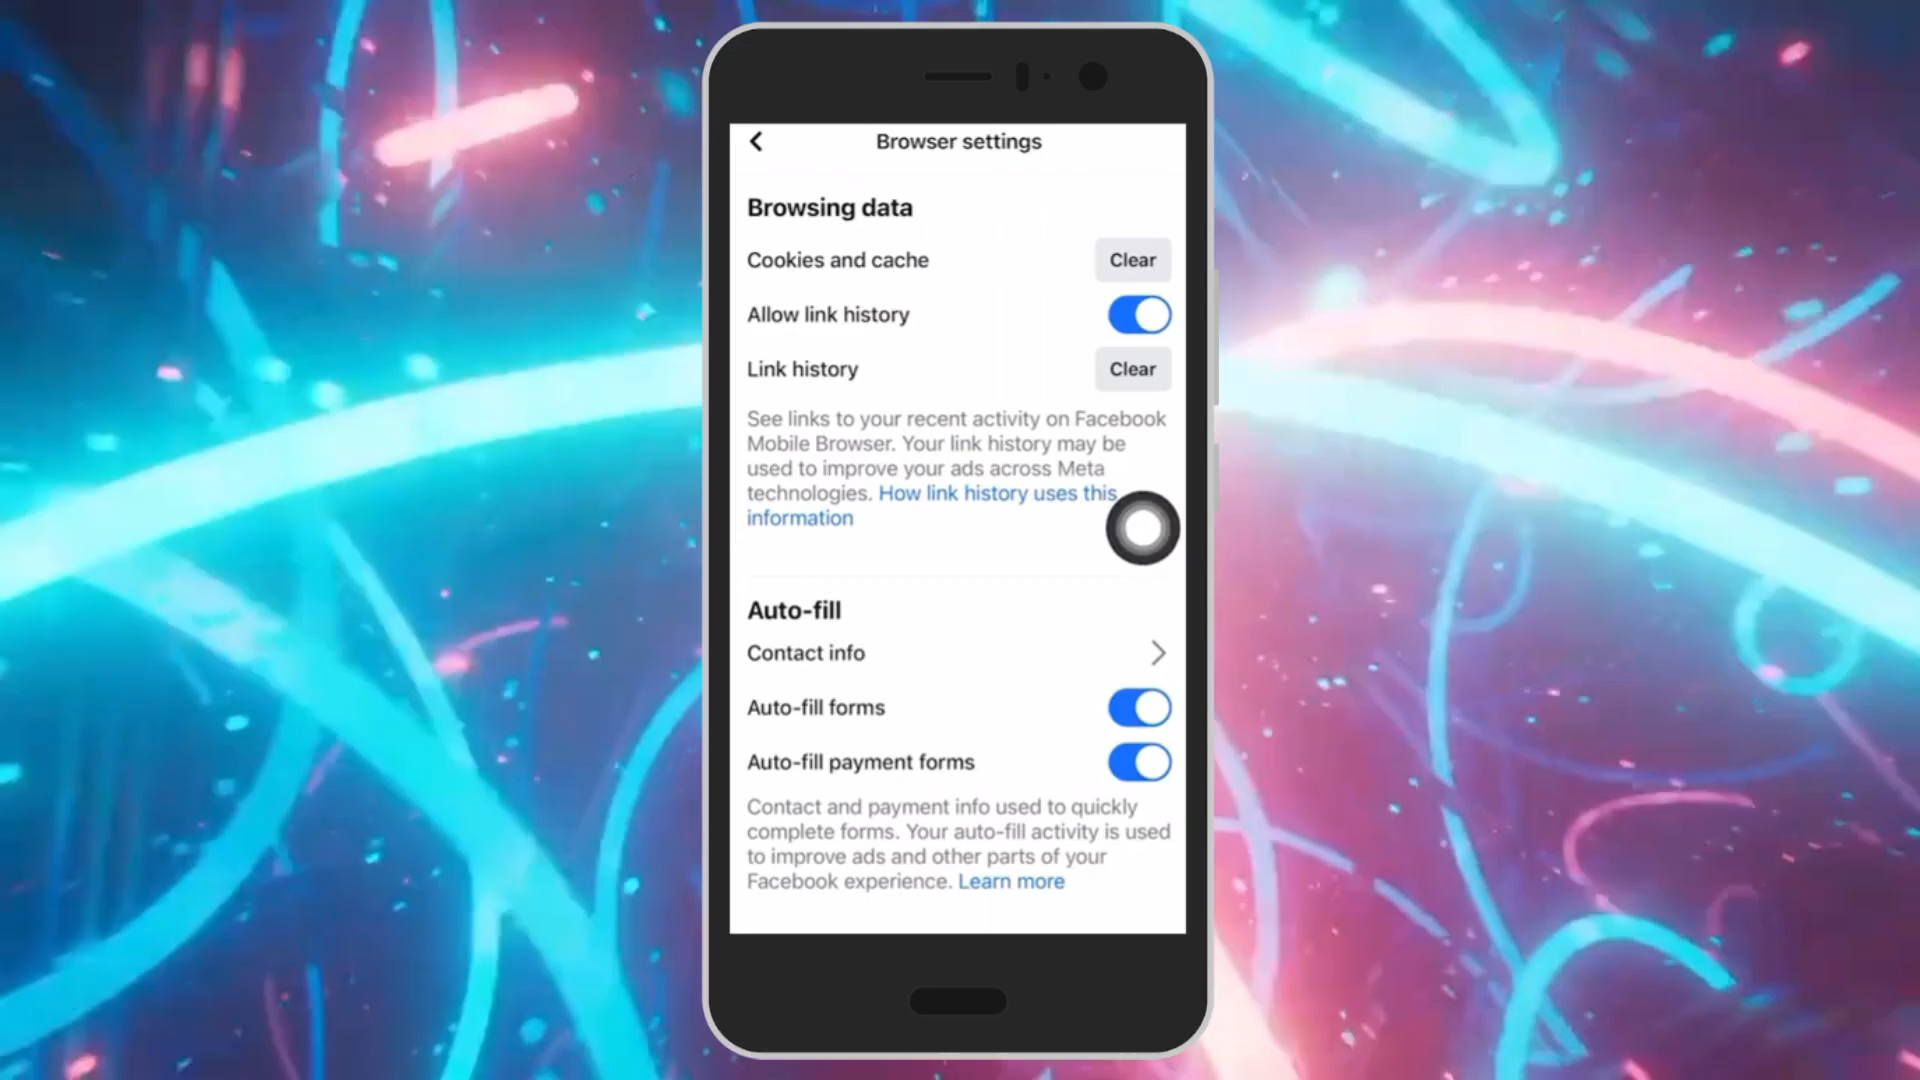 Browser settings
Browsing data
Cookies and cache Clear
Allow link history
Link history Clear
See links to your recent activity on Facebook
Mobile Browser. Your link history may be
used to improve your ads across Meta
technologies. How link history uses this
information
Auto-fill
Contact info
Auto-fill forms
Auto-fill payment forms
Contact and payment info used to quickly
complete forms. Your auto-fill activity is used
to improve ads and other parts of your
Facebook experience. Learn more